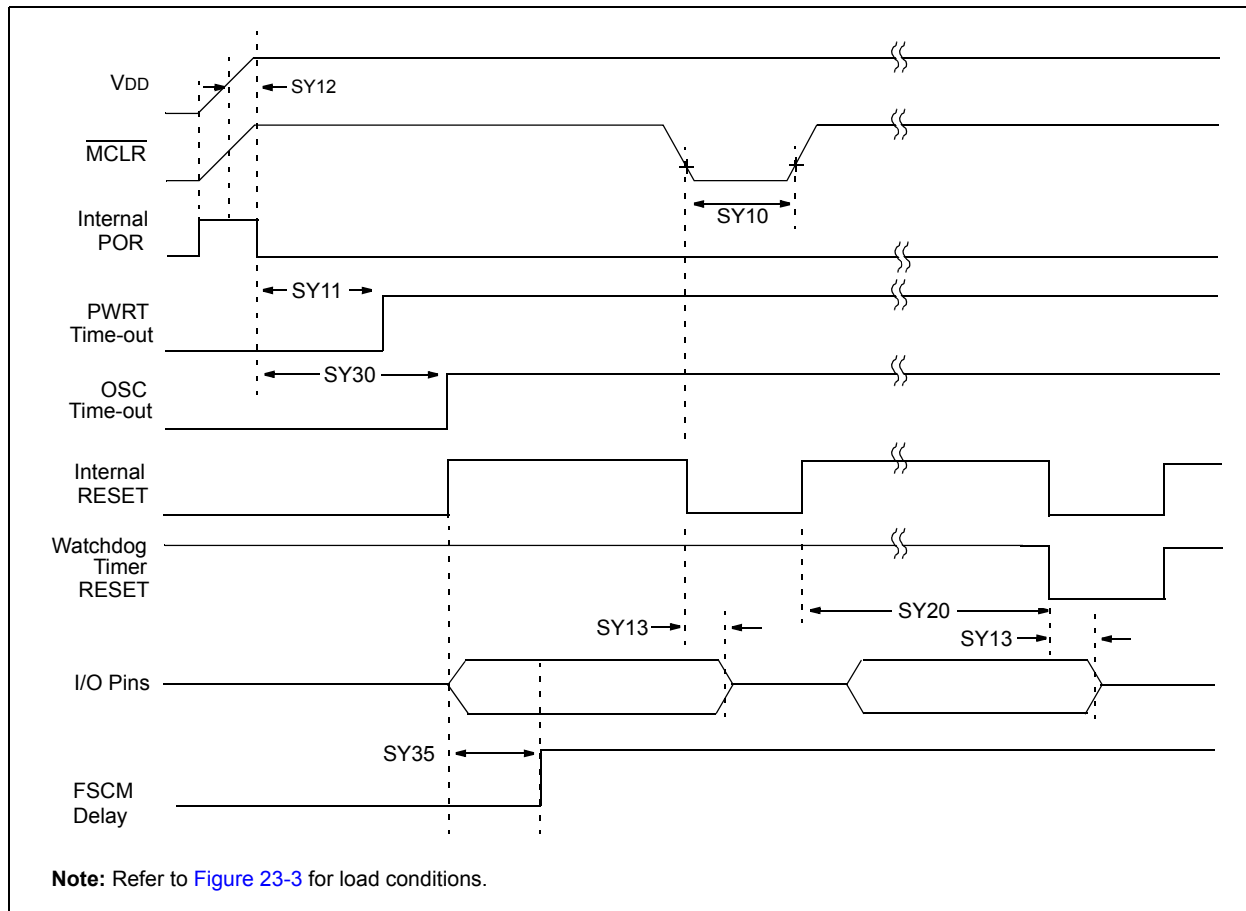 VDD
SY12
MCLR
SY10
Internal
POR
SY11
PWRT
Time-out
SY30
OSC
Time-out
Internal
RESET
Watchdog
Timer
RESET
SY20
SY13
SY13
I/O Pins
SY35
FSCM
Delay
Note: Refer to Figure 23-3 for load conditions.